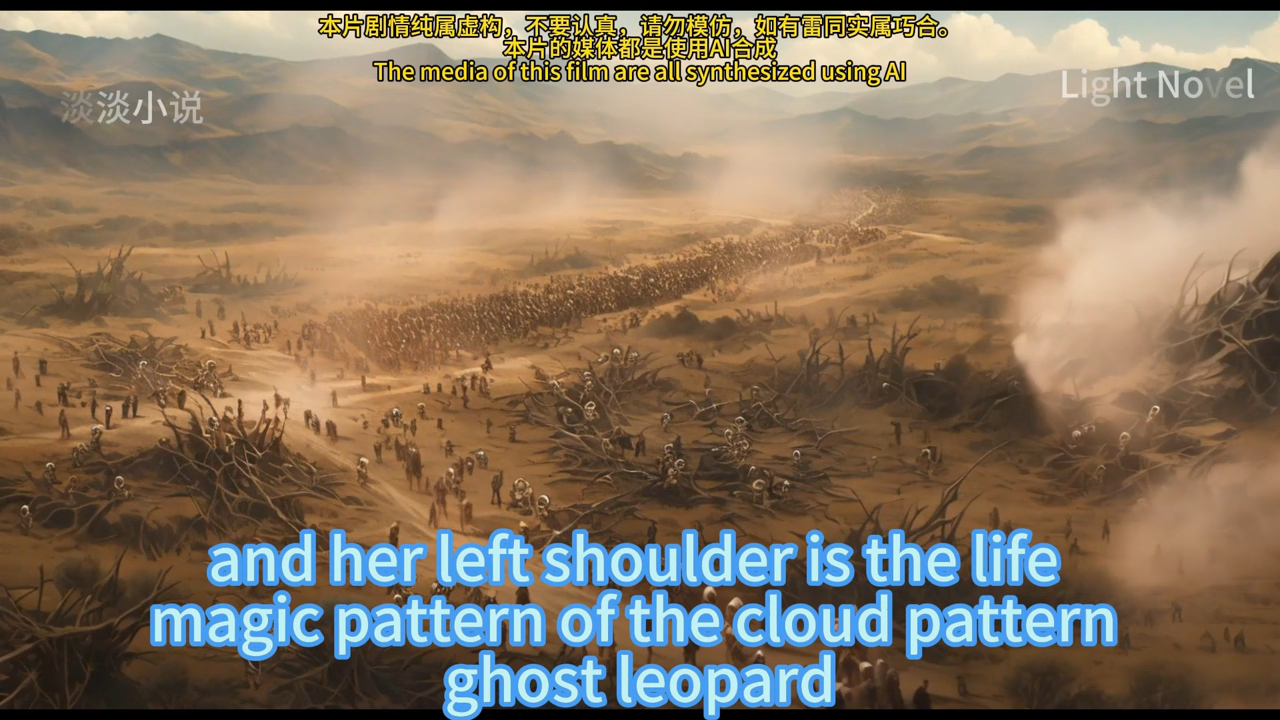 本片剧情纯属虚构，不要认真，请勿模仿，如有雷同实属巧合。
本片的媒体都是使用AI合成
The media of this film are all synthesized using AI
淡淡小说
Light Novel
and her left shoulder is the life
magic pattern of the cloud pattern
ghost leopard